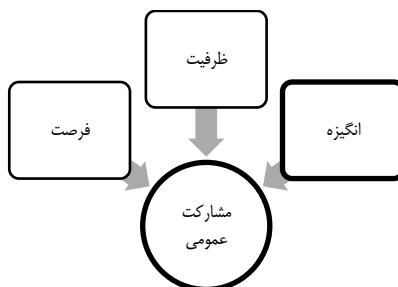 ظرفیت
انگیزه
فرصت
مشارکت
عمومی